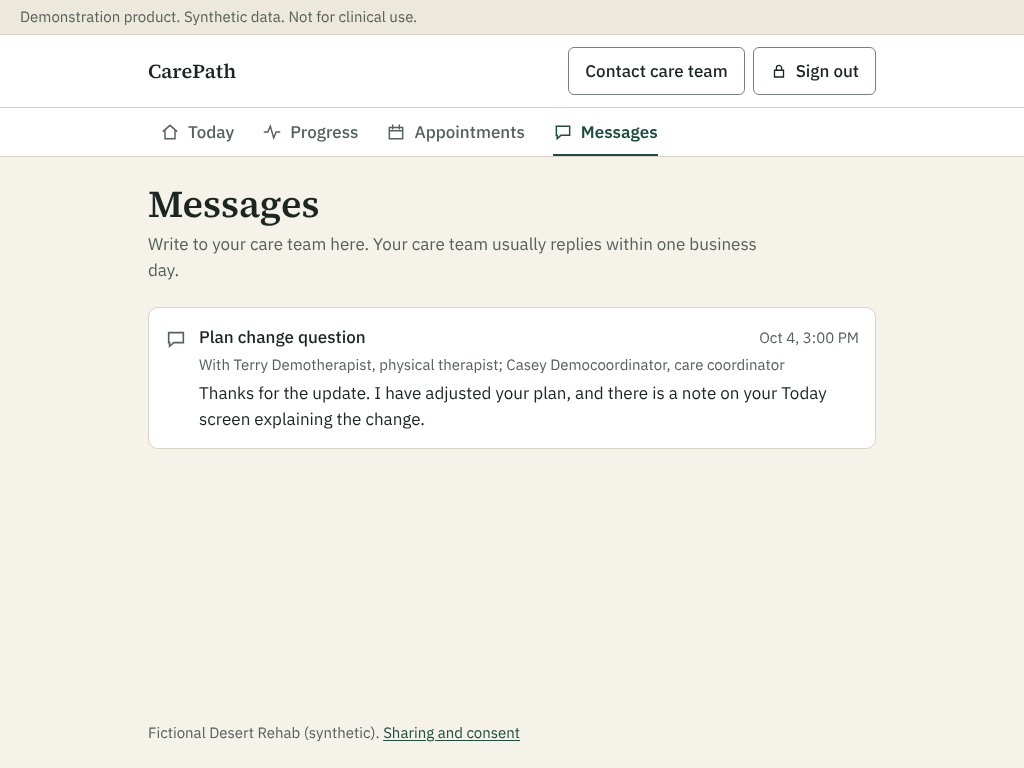 Demonstration product. Synthetic data. Not for clinical use.
CarePath
Contact care team
Sign out
Today
Progress
Appointments
Messages
Messages
Write to your care team here. Your care team usually replies within one business
day.
Plan change question
Oct 4, 3:00 PM
With Terry Demotherapist, physical therapist; Casey Democoordinator, care coordinator
Thanks for the update. I have adjusted your plan, and there is a note on your Today
screen explaining the change.
Fictional Desert Rehab (synthetic). Sharing and consent